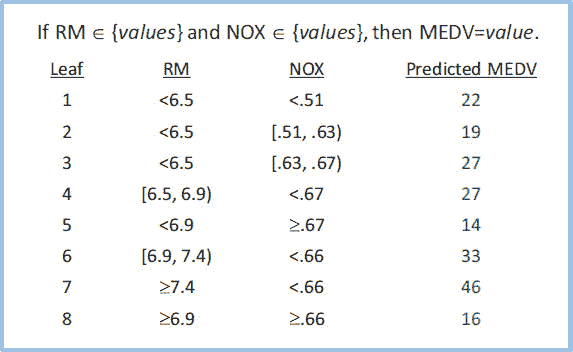 If RM ∈ {values} and NOX ∈ {values}, then MEDV=value.
Leaf RM NOX Predicted MEDV
1 <6.5 <.51 22
2 <6.5 [.51, .63) 19
3 <6.5 [.63, .67) 27
4 [6.5, 6.9) <.67 27
5 <6.9 ≥.67 14
6 [6.9, 7.4) <.66 33
7 ≥7.4 <.66 46
8 ≥6.9 ≥.66 16